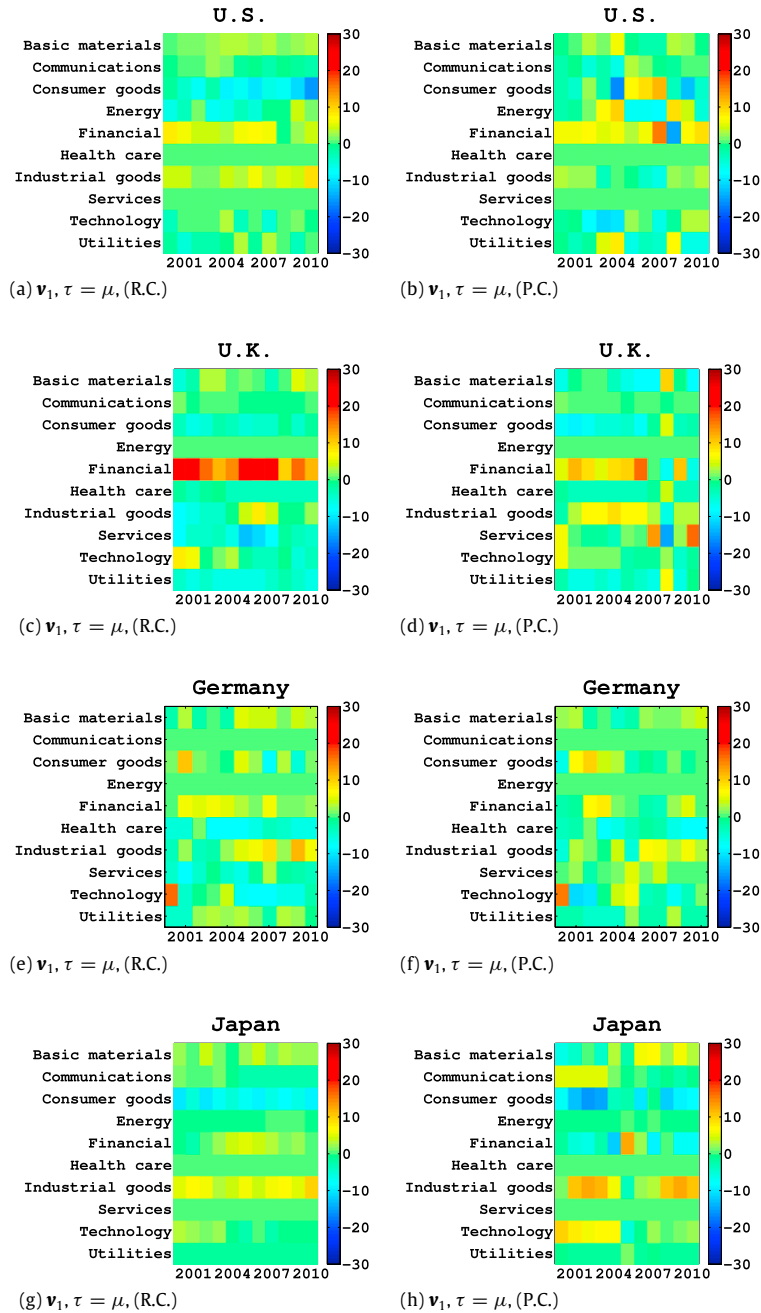 U.S.
Basic materials
Communications
Consumer goods
Energy
Financial
Health care
Industrial goods
Services
Technology
Utilities
2001 2004 2007 2010
30
20
10
0
−10
−20
−30
(a) v1, τ = μ, (R.C.)
U.S.
Basic materials
Communications
Consumer goods
Energy
Financial
Health care
Industrial goods
Services
Technology
Utilities
2001 2004 2007 2010
30
20
10
0
−10
−20
−30
(b) v1, τ = μ, (P.C.)
U.K.
Basic materials
Communications
Consumer goods
Energy
Financial
Health care
Industrial goods
Services
Technology
Utilities
2001 2004 2007 2010
30
20
10
0
−10
−20
−30
(c) v1, τ = μ, (R.C.)
U.K.
Basic materials
Communications
Consumer goods
Energy
Financial
Health care
Industrial goods
Services
Technology
Utilities
2001 2004 2007 2010
30
20
10
0
−10
−20
−30
(d) v1, τ = μ, (P.C.)
Germany
Basic materials
Communications
Consumer goods
Energy
Financial
Health care
Industrial goods
Services
Technology
Utilities
2001 2004 2007 2010
30
20
10
0
−10
−20
−30
(e) v1, τ = μ, (R.C.)
Germany
Basic materials
Communications
Consumer goods
Energy
Financial
Health care
Industrial goods
Services
Technology
Utilities
2001 2004 2007 2010
30
20
10
0
−10
−20
−30
(f) v1, τ = μ, (P.C.)
Japan
Basic materials
Communications
Consumer goods
Energy
Financial
Health care
Industrial goods
Services
Technology
Utilities
2001 2004 2007 2010
30
20
10
0
−10
−20
−30
(g) v1, τ = μ, (R.C.)
Japan
Basic materials
Communications
Consumer goods
Energy
Financial
Health care
Industrial goods
Services
Technology
Utilities
2001 2004 2007 2010
30
20
10
0
−10
−20
−30
(h) v1, τ = μ, (P.C.)